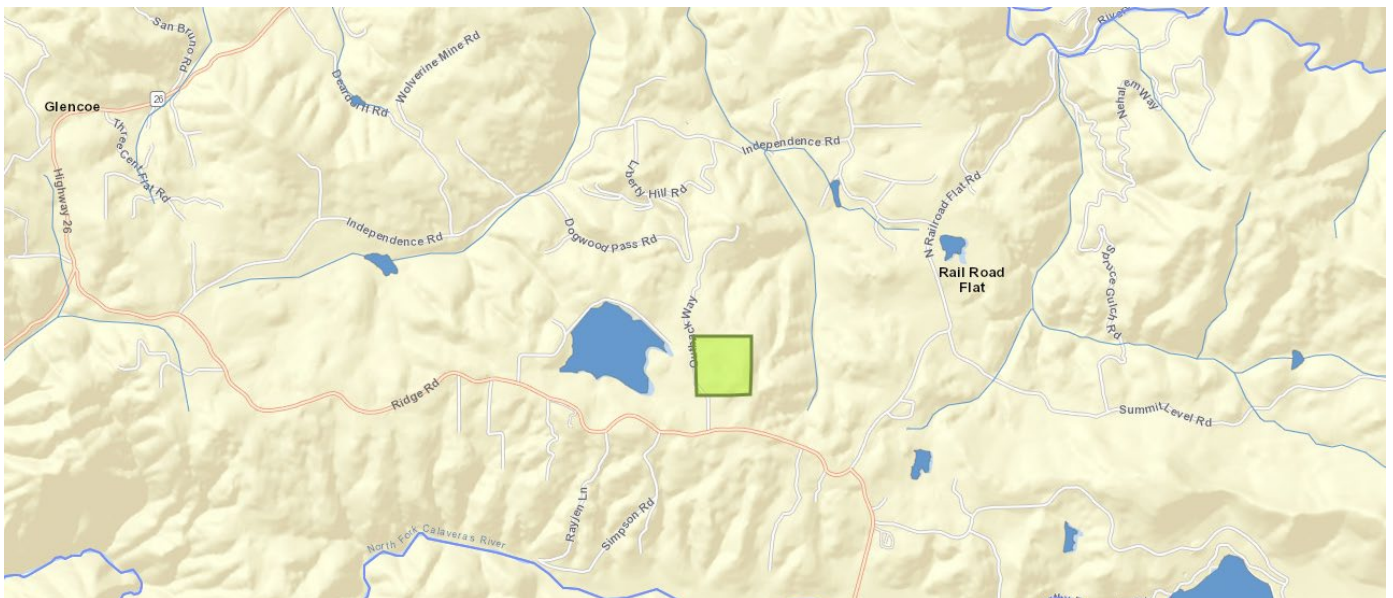 San Bruno Rd
Wolverine Mine Rd
Deardorff Rd
Nehalem Way
Glencoe
26
Three Cent Flat Rd
Highway 26
Independence Rd
Liberty Hill Rd
Independence Rd
Dogwood Pass Rd
N Railroad Flat Rd
Rail Road
Flat
Spruce Gulch Rd
Outback Way
Ridge Rd
Summit Level Rd
Rayjen Ln
Simpson Rd
North Fork Calaveras River